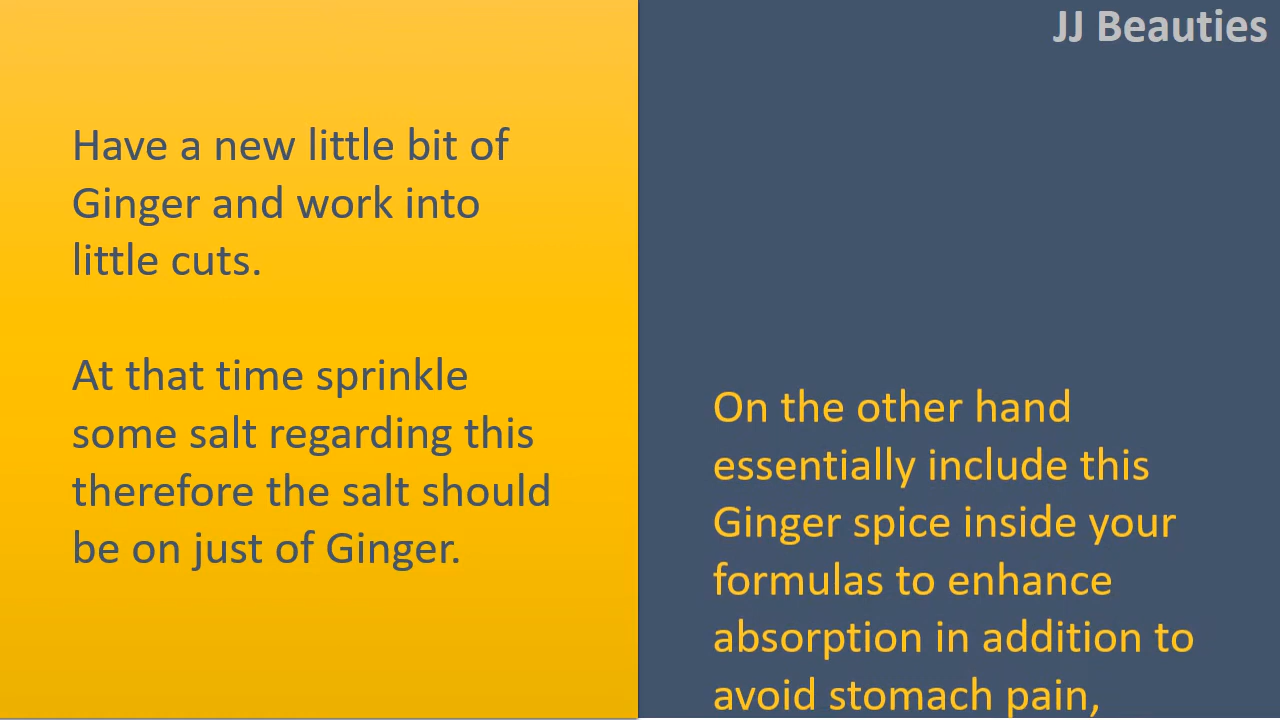 JJ Beauties
Have a new little bit of
Ginger and work into
little cuts.
At that time sprinkle
some salt regarding this
therefore the salt should
be on just of Ginger.
On the other hand
essentially include this
Ginger spice inside your
formulas to enhance
absorption in addition to
avoid stomach pain,